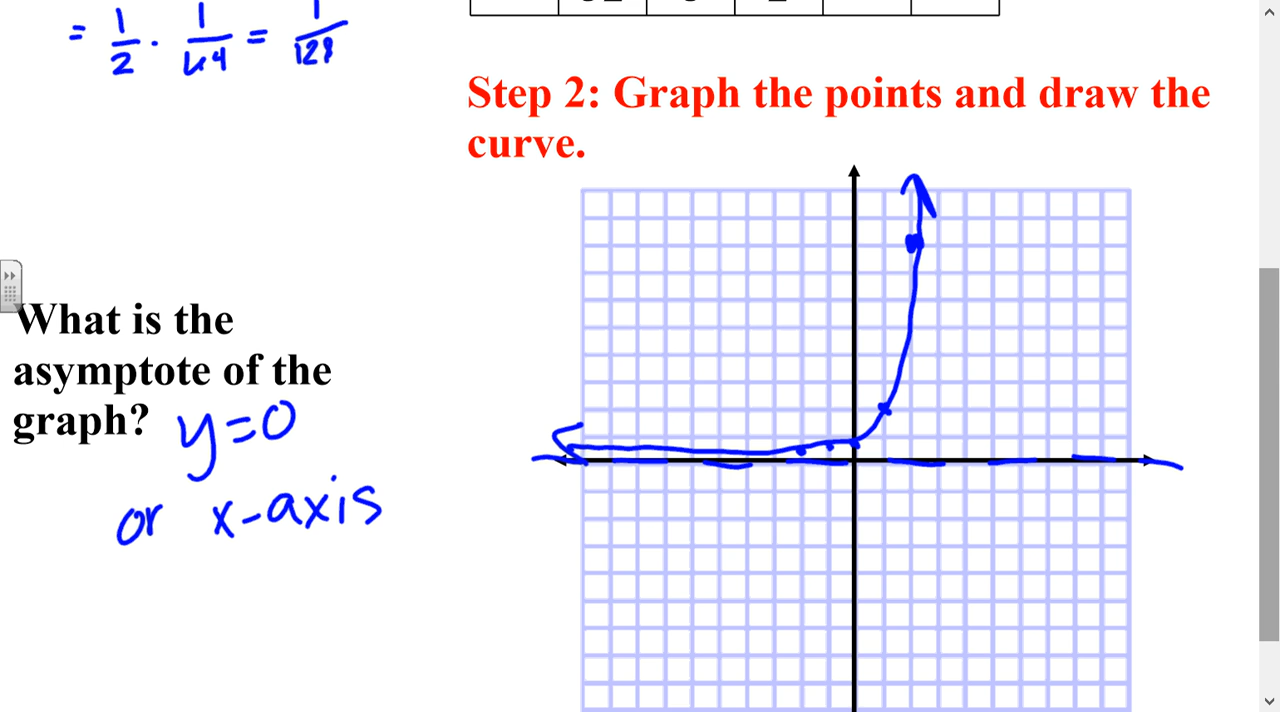 = 1/2 · 1/64 = 1/128
Step 2: Graph the points and draw the
curve.
What is the
asymptote of the
graph? y=0
or x-axis